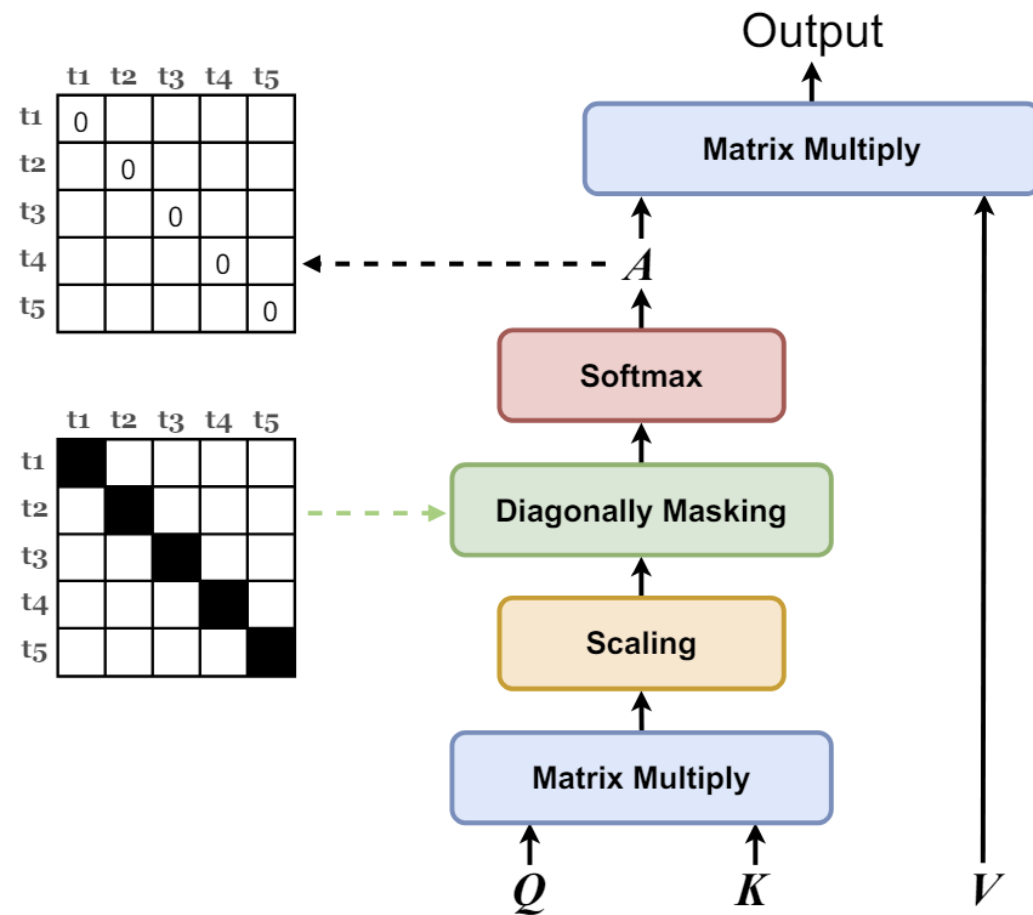 Output
t1 t2 t3 t4 t5
t1 0
t2 0
t3 0
t4 0
t5 0
Matrix Multiply
A
Softmax
t1 t2 t3 t4 t5
t1
t2
t3
t4
t5
Diagonally Masking
Scaling
Matrix Multiply
Q K V